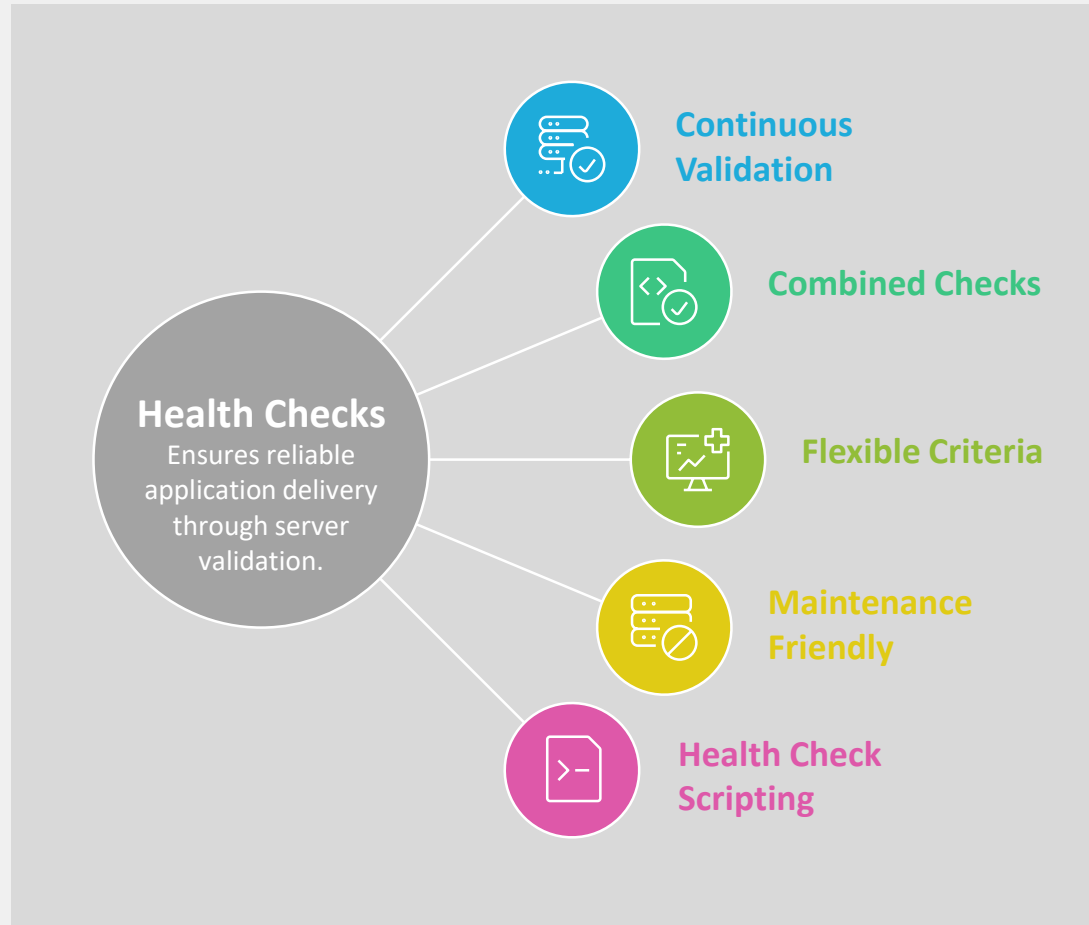 Continuous
Validation
Combined Checks
Health Checks
Ensures reliable
application delivery
through server
validation.
Flexible Criteria
Maintenance
Friendly
Health Check
Scripting